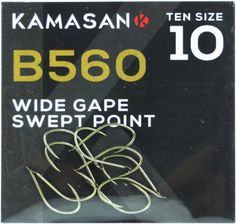 KAMASAN K
TEN SIZE
10
B560
WIDE GAPE
SWEPT POINT